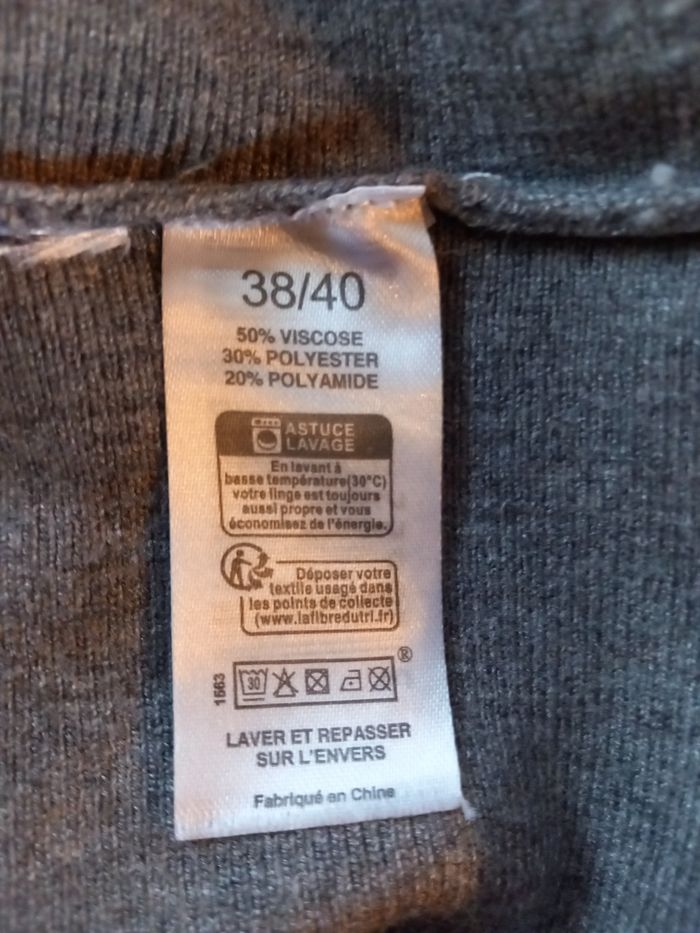 38/40
50% VISCOSE
30% POLYESTER
20% POLYAMIDE
ASTUCE
LAVAGE
En lavant à
basse température(30°C)
votre linge est toujours
aussi propre et vous
économisez de l'énergie.
Déposer votre
textile usagé dans
les points de collecte
(www.lafibredutri.fr)
1663
30
®
LAVER ET REPASSER
SUR L'ENVERS
Fabriqué en Chine